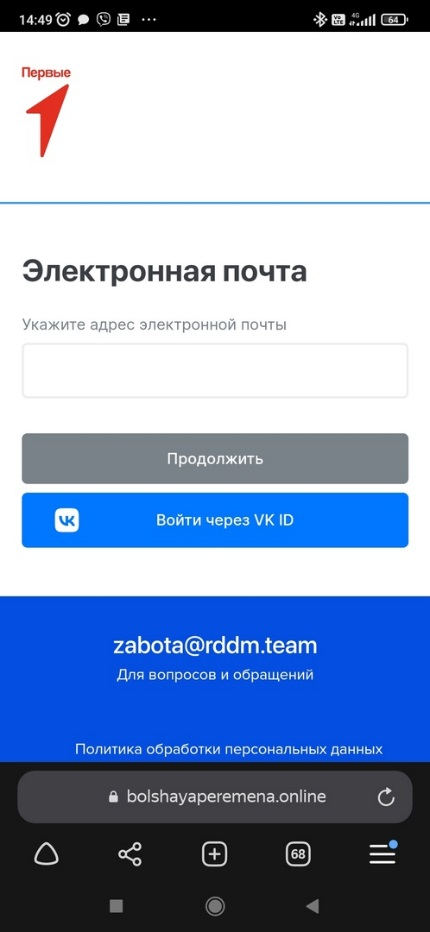 14:49
4G
64
Первые
Электронная почта
Укажите адрес электронной почты
Продолжить
Войти через VK ID
zabota@rddm.team
Для вопросов и обращений
Политика обработки персональных данных
bolshayaperemena.online
68